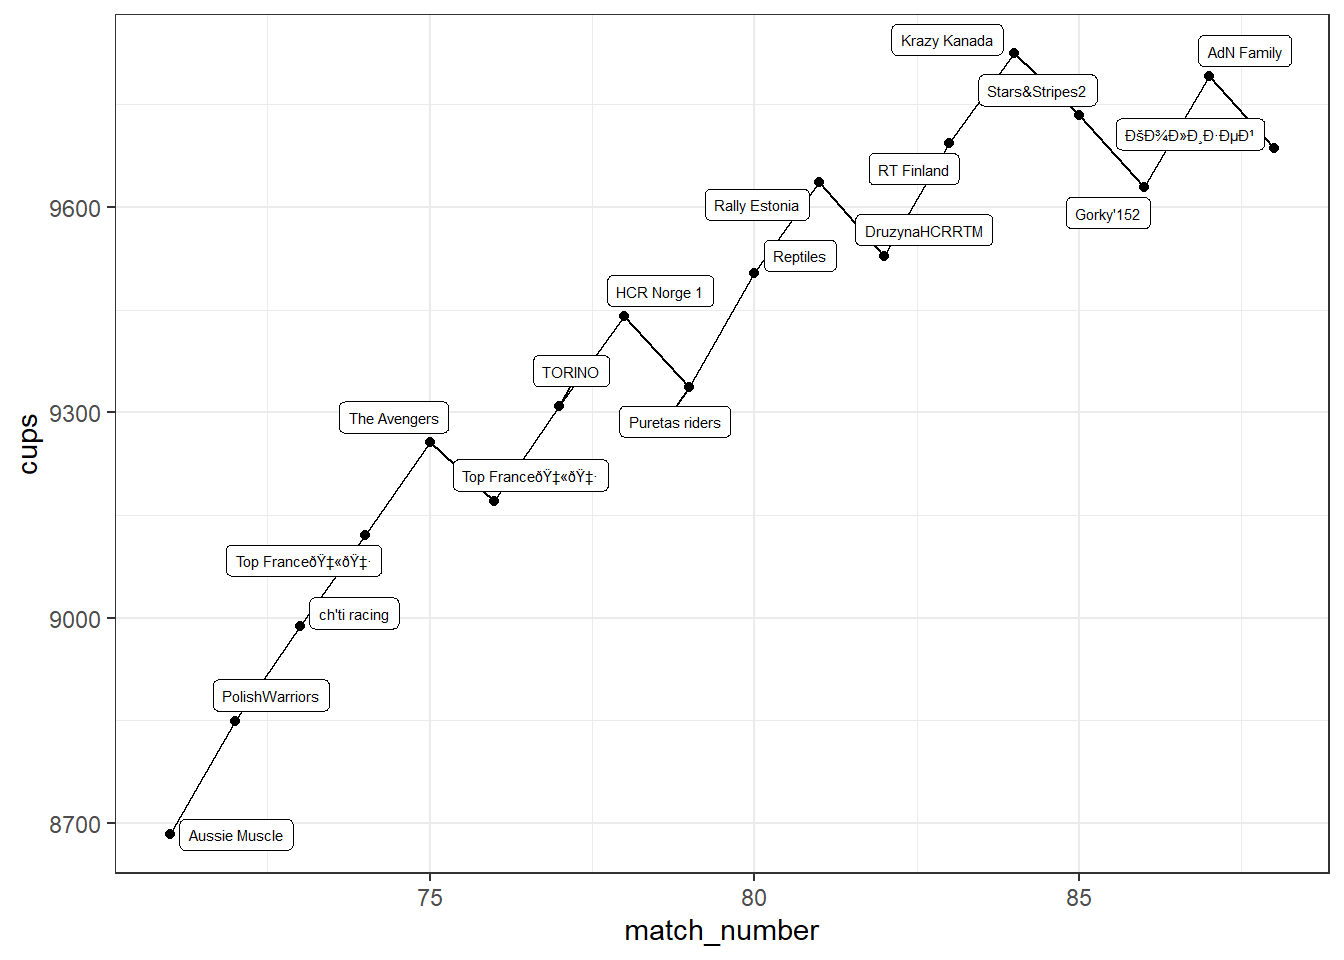 Krazy Kanada
AdN Family
Stars&Stripes2
ÐšÐ¾Ð»Ð¸Ð·ÐµÐ¹
RT Finland
Rally Estonia
Gorky'152
DruzynaHCRRTM
Reptiles
HCR Norge 1
TORINO
The Avengers
Puretas riders
Top FranceðŸ‡«ðŸ‡·
Top FranceðŸ‡«ðŸ‡·
ch'ti racing
PolishWarriors
Aussie Muscle
9600
9300
9000
8700
cups
75 80 85
match_number